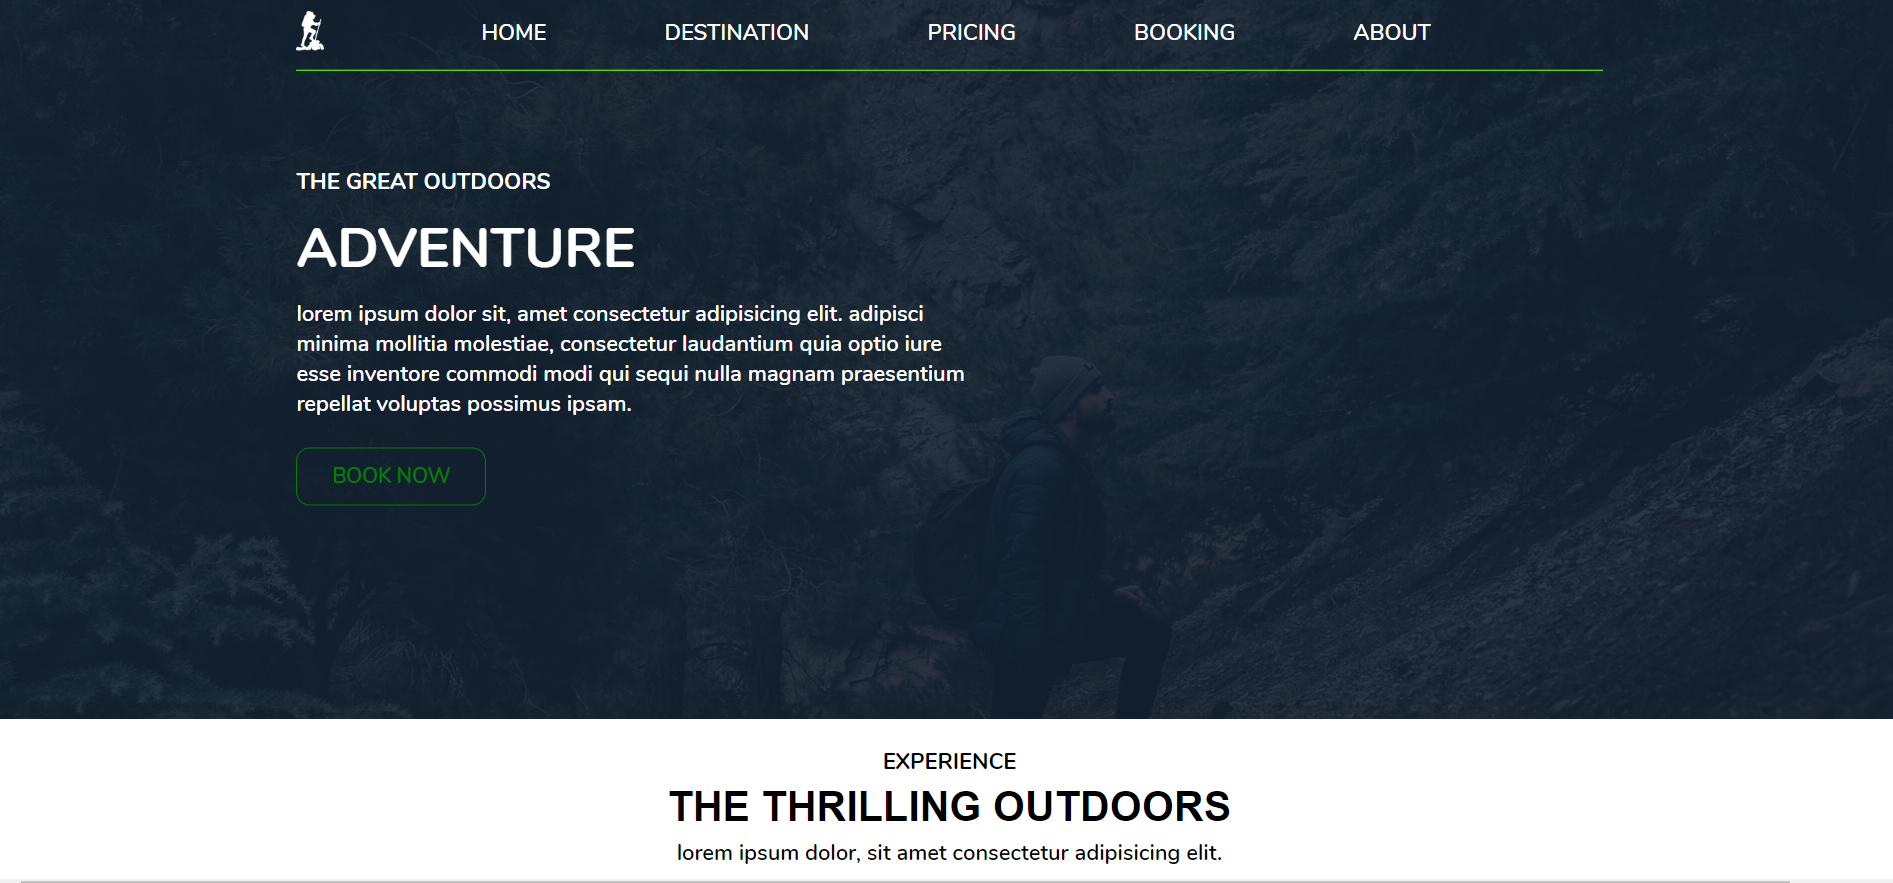 HOME DESTINATION PRICING BOOKING ABOUT
THE GREAT OUTDOORS
ADVENTURE
lorem ipsum dolor sit, amet consectetur adipisicing elit. adipisci
minima mollitia molestiae, consectetur laudantium quia optio iure
esse inventore commodi modi qui sequi nulla magnam praesentium
repellat voluptas possimus ipsam.
BOOK NOW
EXPERIENCE
THE THRILLING OUTDOORS
lorem ipsum dolor, sit amet consectetur adipisicing elit.